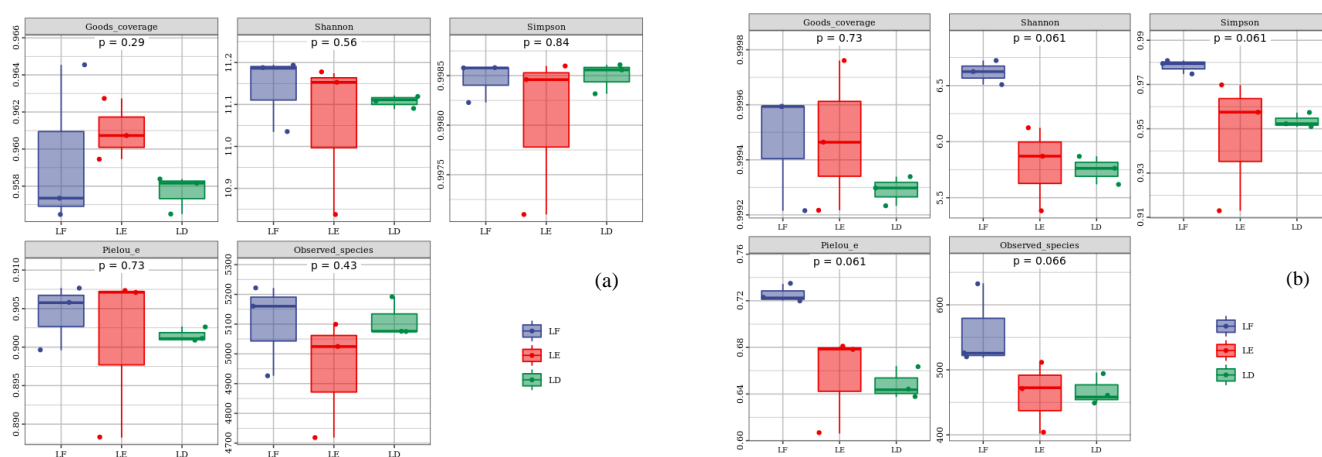 Goods_coverage
p = 0.29
0.966
0.964
0.962
0.960
0.958
LF
LE
LD
Shannon
p = 0.56
11.2
11.1
11.0
10.9
LF
LE
LD
Simpson
p = 0.84
0.9985
0.9980
0.9975
LF
LE
LD
Pielou_e
p = 0.73
0.910
0.905
0.900
0.895
0.890
LF
LE
LD
Observed_species
p = 0.43
5300
5200
5100
5000
4900
4800
4700
LF
LE
LD
(a)
LF
LE
LD
Goods_coverage
p = 0.73
0.9998
0.9996
0.9994
0.9992
LF
LE
LD
Shannon
p = 0.061
6.5
6.0
5.5
LF
LE
LD
Simpson
p = 0.061
0.99
0.97
0.95
0.93
0.91
LF
LE
LD
Pielou_e
p = 0.061
0.76
0.72
0.68
0.64
0.60
LF
LE
LD
Observed_species
p = 0.066
600
500
400
LF
LE
LD
(b)
LF
LE
LD